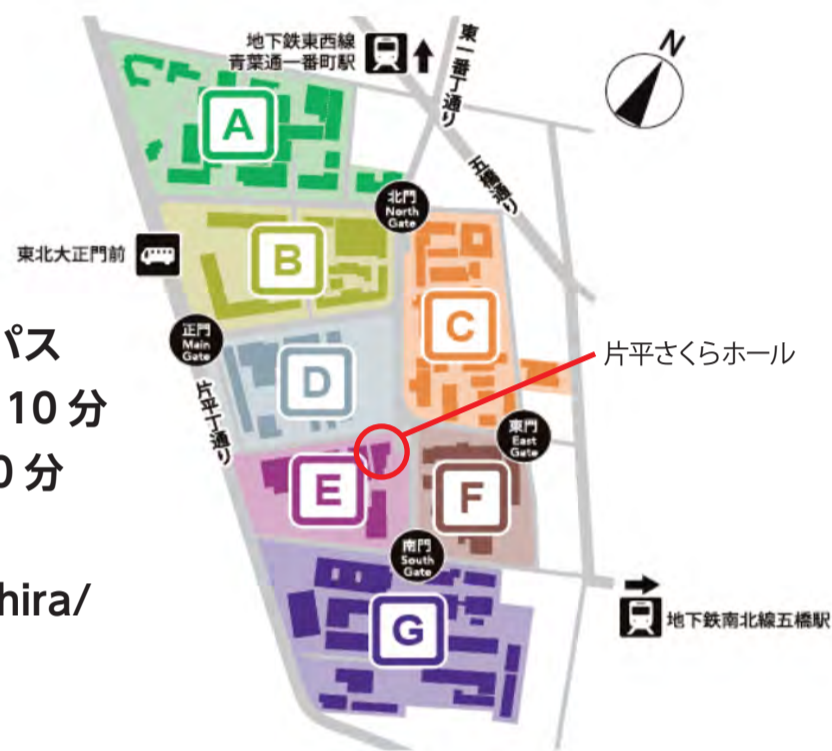 地下鉄東西線
青葉通一番町駅
東一番丁通り
N
A
五橋通り
北門
North
Gate
東北大正門前
B
C
正門
Main
Gate
パス
片平さくらホール
D
10 分
片平丁通り
東門
East
Gate
0 分
E
F
南門
South
Gate
hira/
G
地下鉄南北線五橋駅